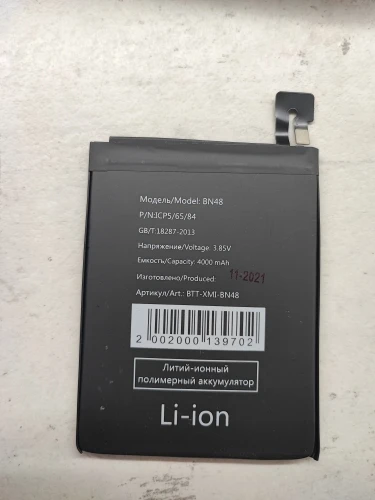 Модель/Model: BN48
P/N:ICP5/65/84
GB/T 18287-2013
Напряжение/Voltage: 3.85V
Емкость/Capacity: 4000 mAh
Изготовлено/Produced: 11-2021
Артикул/Art.: BTT-XMI-BN48
2 002000 139702
Литий-ионный
полимерный аккумулятор
Li-ion